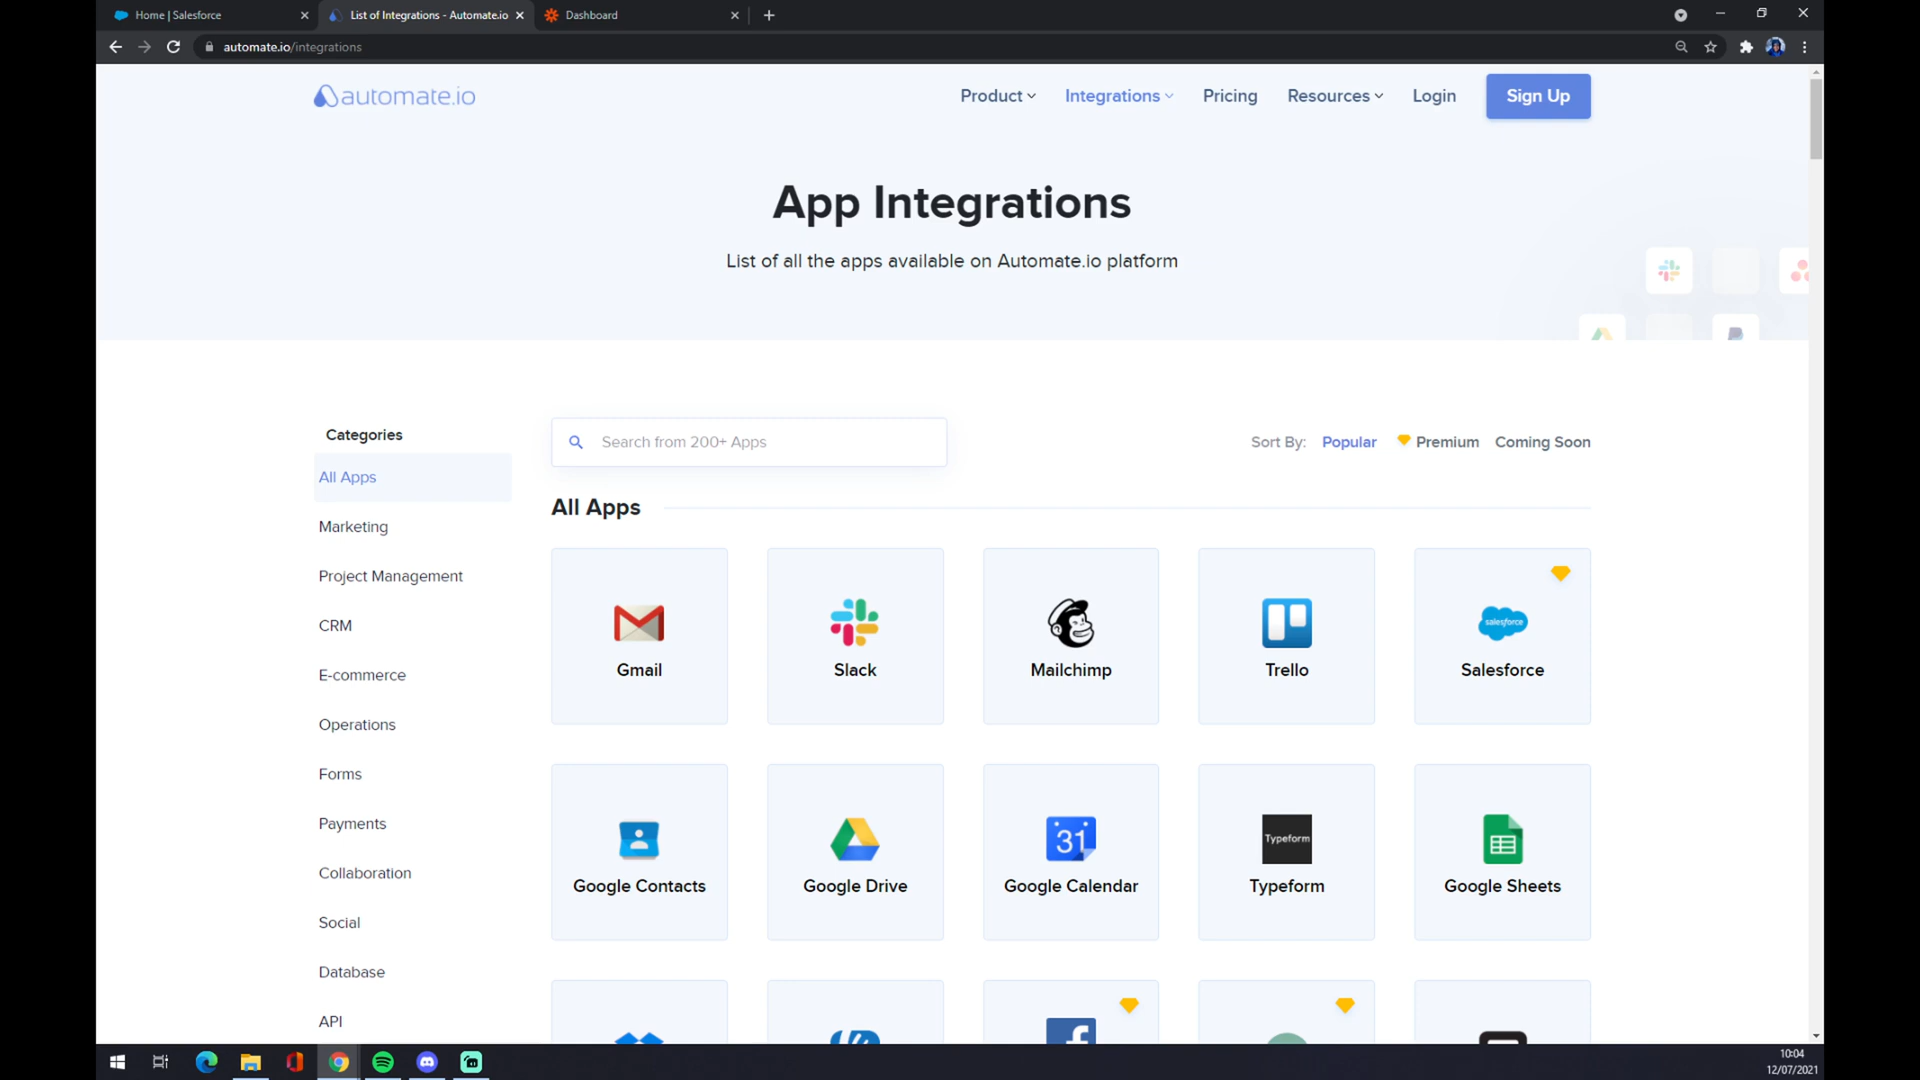 Home | Salesforce
List of Integrations - Automate.io
Dashboard
automate.io/integrations
automate.io
Product
Integrations
Pricing
Resources
Login
Sign Up
App Integrations
List of all the apps available on Automate.io platform
Categories
All Apps
Marketing
Project Management
CRM
E-commerce
Operations
Forms
Payments
Collaboration
Social
Database
API
Search from 200+ Apps
Sort By:
Popular
Premium
Coming Soon
All Apps
Gmail
Slack
Mailchimp
Trello
salesforce
Salesforce
Google Contacts
Google Drive
31
Google Calendar
Typeform
Typeform
Google Sheets
10:04
12/07/2021